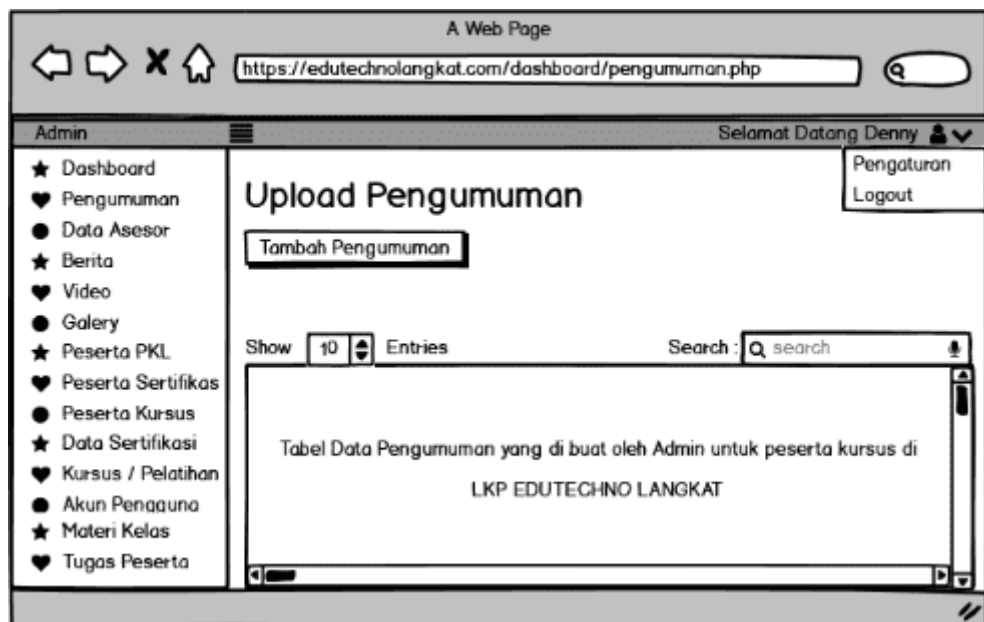 A Web Page
https://edutechnolangkat.com/dashboard/pengumuman.php
Admin
Selamat Datang Denny
Pengaturan
Logout
Dashboard
Pengumuman
Data Asesor
Berita
Video
Galery
Peserta PKL
Peserta Sertifikas
Peserta Kursus
Data Sertifikasi
Kursus / Pelatihan
Akun Pengguna
Materi Kelas
Tugas Peserta
Upload Pengumuman
Tambah Pengumuman
Show 10 Entries
Search : search
Tabel Data Pengumuman yang di buat oleh Admin untuk peserta kursus di
LKP EDUTECHNO LANGKAT